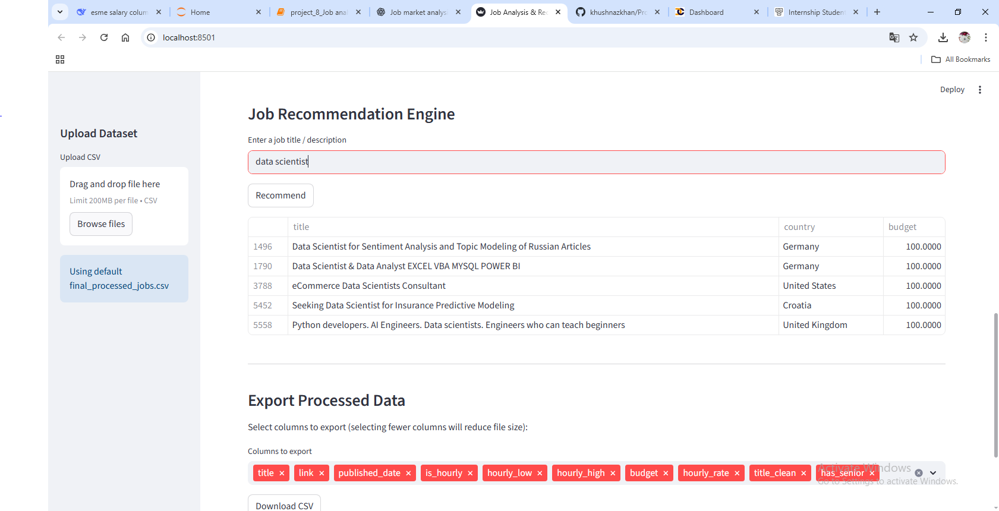 esme salary colum
Home
project_8_Job anal
Job market analysi
Job Analysis & Rec
khushnazkhan/Pro
Dashboard
Internship Student
localhost:8501
All Bookmarks
Deploy
Upload Dataset
Upload CSV
Drag and drop file here
Limit 200MB per file • CSV
Browse files
Using default
final_processed_jobs.csv
Job Recommendation Engine
Enter a job title / description
data scientist
Recommend
title country budget
1496 Data Scientist for Sentiment Analysis and Topic Modeling of Russian Articles Germany 100.0000
1790 Data Scientist & Data Analyst EXCEL VBA MYSQL POWER BI Germany 100.0000
3788 eCommerce Data Scientists Consultant United States 100.0000
5452 Seeking Data Scientist for Insurance Predictive Modeling Croatia 100.0000
5558 Python developers. AI Engineers. Data scientists. Engineers who can teach beginners United Kingdom 100.0000
Export Processed Data
Select columns to export (selecting fewer columns will reduce file size):
Columns to export
title link published_date is_hourly hourly_low hourly_high budget hourly_rate title_clean has_senior
Activate Windows
Go to Settings to activate Windows.
Download CSV